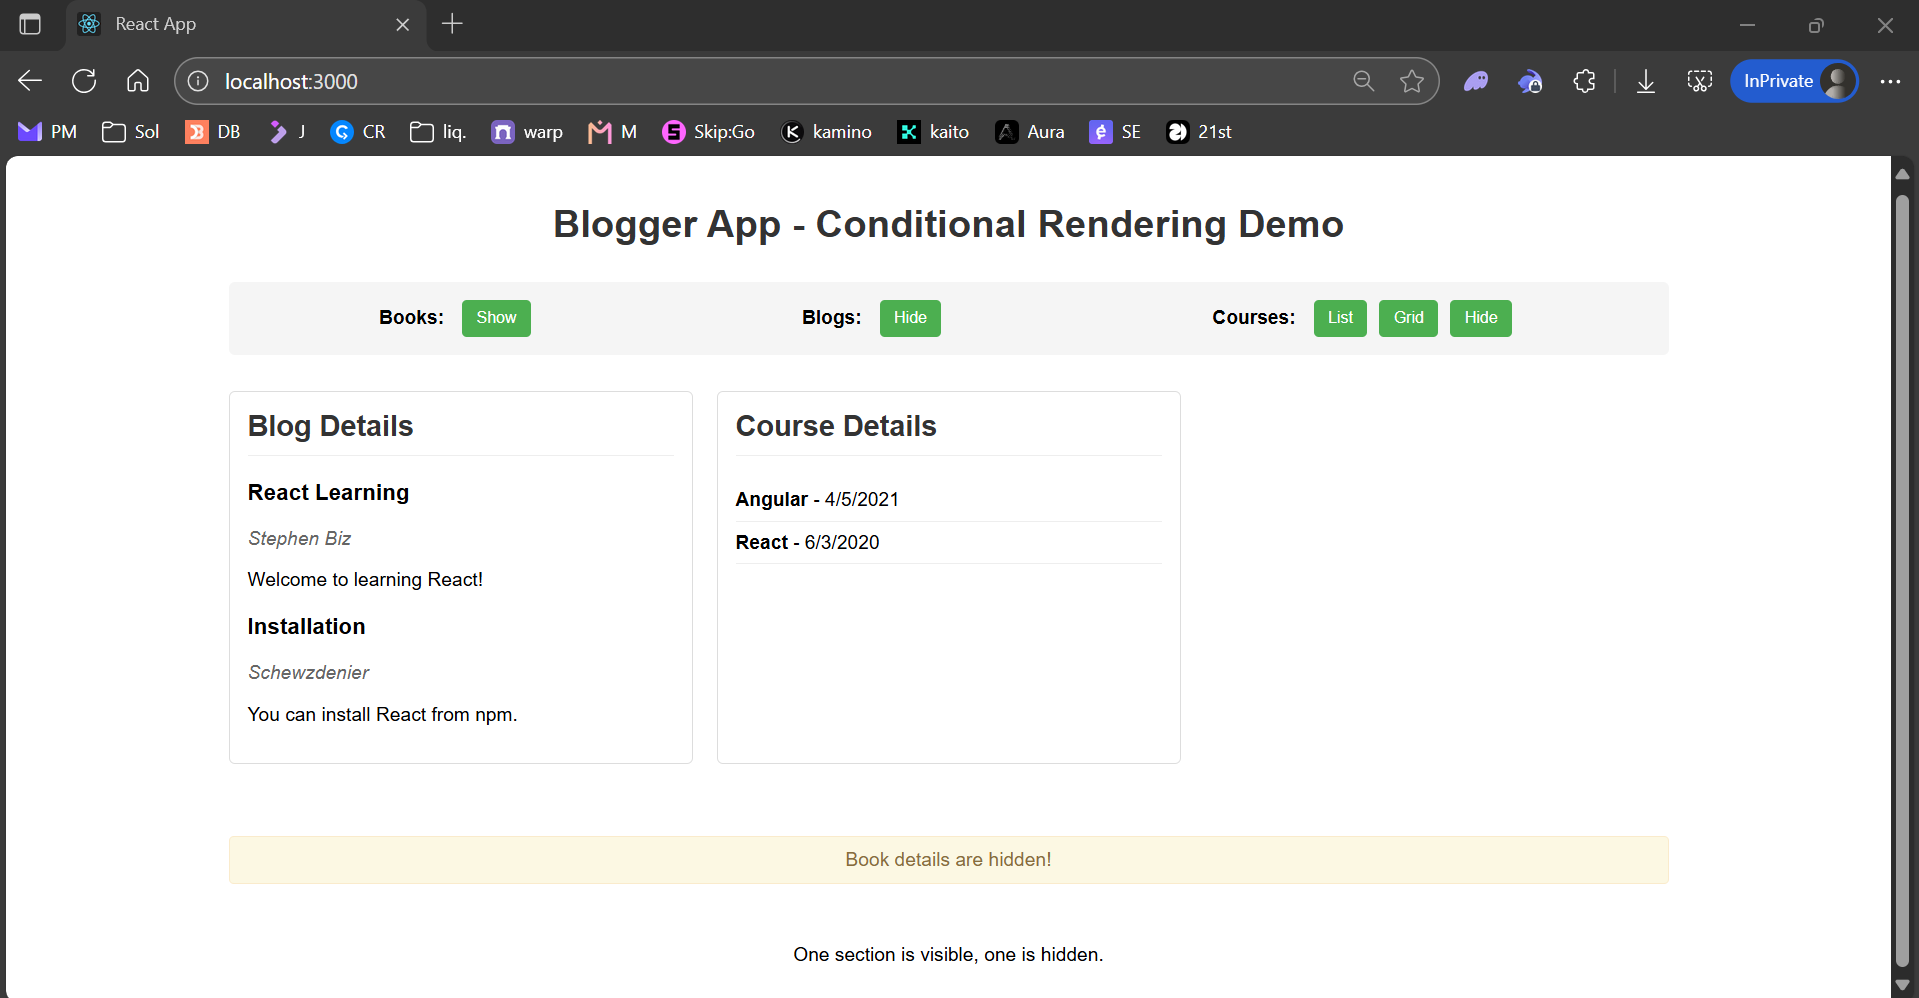 React App
localhost:3000
InPrivate
PM Sol DB J CR liq. warp M Skip:Go kamino kaito Aura SE 21st
Blogger App - Conditional Rendering Demo
Books: Show Blogs: Hide Courses: List Grid Hide
Blog Details
React Learning
Stephen Biz
Welcome to learning React!
Installation
Schewzdenier
You can install React from npm.
Course Details
Angular - 4/5/2021
React - 6/3/2020
Book details are hidden!
One section is visible, one is hidden.